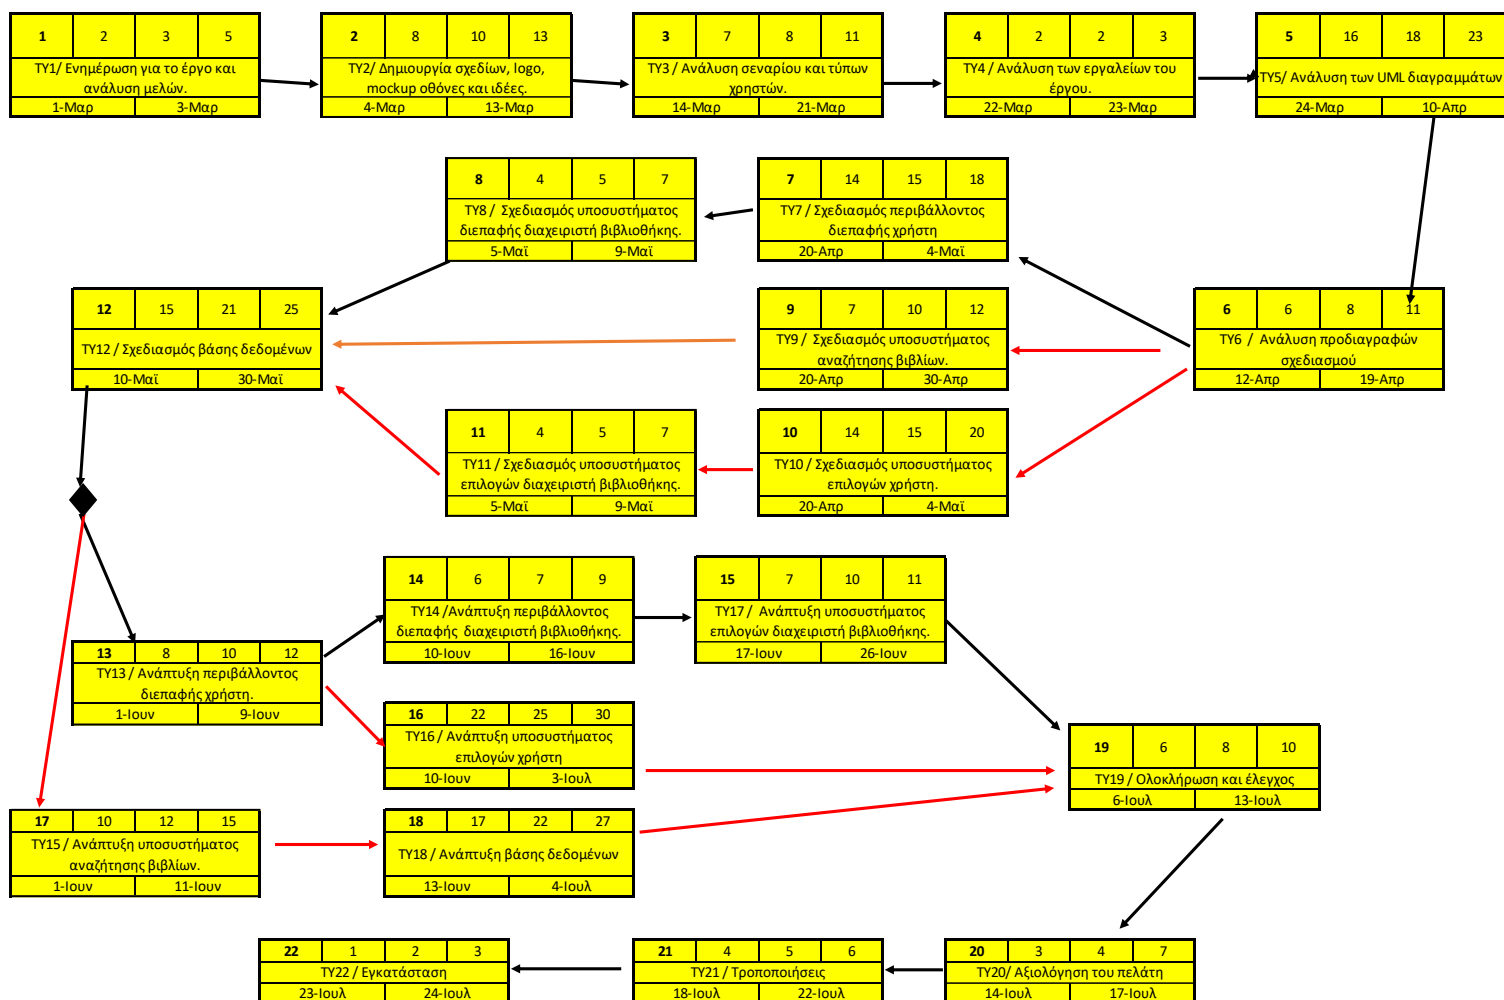 1 2 3 5
ΤΥ1/ Ενημέρωση για το έργο και
ανάλυση μελών.
1-Μαρ 3-Μαρ
2 8 10 13
ΤΥ2/ Δημιουργία σχεδίων, logo,
mockup οθόνες και ιδέες.
4-Μαρ 13-Μαρ
3 7 8 11
ΤΥ3 / Ανάλυση σεναρίου και τύπων
χρηστών.
14-Μαρ 21-Μαρ
4 2 2 3
ΤΥ4 / Ανάλυση των εργαλείων του
έργου.
22-Μαρ 23-Μαρ
5 16 18 23
ΤΥ5/ Ανάλυση των UML διαγραμμάτων
24-Μαρ 10-Απρ
8 4 5 7
ΤΥ8 / Σχεδιασμός υποσυστήματος
διεπαφής διαχειριστή βιβλιοθήκης.
5-Μαϊ 9-Μαϊ
7 14 15 18
ΤΥ7 / Σχεδιασμός περιβάλλοντος
διεπαφής χρήστη
20-Απρ 4-Μαϊ
12 15 21 25
ΤΥ12 / Σχεδιασμός βάσης δεδομένων
10-Μαϊ 30-Μαϊ
9 7 10 12
ΤΥ9 / Σχεδιασμός υποσυστήματος
αναζήτησης βιβλίων.
20-Απρ 30-Απρ
6 6 8 11
ΤΥ6 / Ανάλυση προδιαγραφών
σχεδιασμού
12-Απρ 19-Απρ
11 4 5 7
ΤΥ11 / Σχεδιασμός υποσυστήματος
επιλογών διαχειριστή βιβλιοθήκης.
5-Μαϊ 9-Μαϊ
10 14 15 20
ΤΥ10 / Σχεδιασμός υποσυστήματος
επιλογών χρήστη.
20-Απρ 4-Μαϊ
14 6 7 9
ΤΥ14 /Ανάπτυξη περιβάλλοντος
διεπαφής διαχειριστή βιβλιοθήκης.
10-Ιουν 16-Ιουν
15 7 10 11
ΤΥ17 / Ανάπτυξη υποσυστήματος
επιλογών διαχειριστή βιβλιοθήκης.
17-Ιουν 26-Ιουν
13 8 10 12
ΤΥ13 / Ανάπτυξη περιβάλλοντος
διεπαφής χρήστη.
1-Ιουν 9-Ιουν
16 22 25 30
ΤΥ16 / Ανάπτυξη υποσυστήματος
επιλογών χρήστη
10-Ιουν 3-Ιουλ
19 6 8 10
ΤΥ19 / Ολοκλήρωση και έλεγχος
6-Ιουλ 13-Ιουλ
17 10 12 15
ΤΥ15 / Ανάπτυξη υποσυστήματος
αναζήτησης βιβλίων.
1-Ιουν 11-Ιουν
18 17 22 27
ΤΥ18 / Ανάπτυξη βάσης δεδομένων
13-Ιουν 4-Ιουλ
22 1 2 3
ΤΥ22 / Εγκατάσταση
23-Ιουλ 24-Ιουλ
21 4 5 6
ΤΥ21 / Τροποποιήσεις
18-Ιουλ 22-Ιουλ
20 3 4 7
ΤΥ20/ Αξιολόγηση του πελάτη
14-Ιουλ 17-Ιουλ